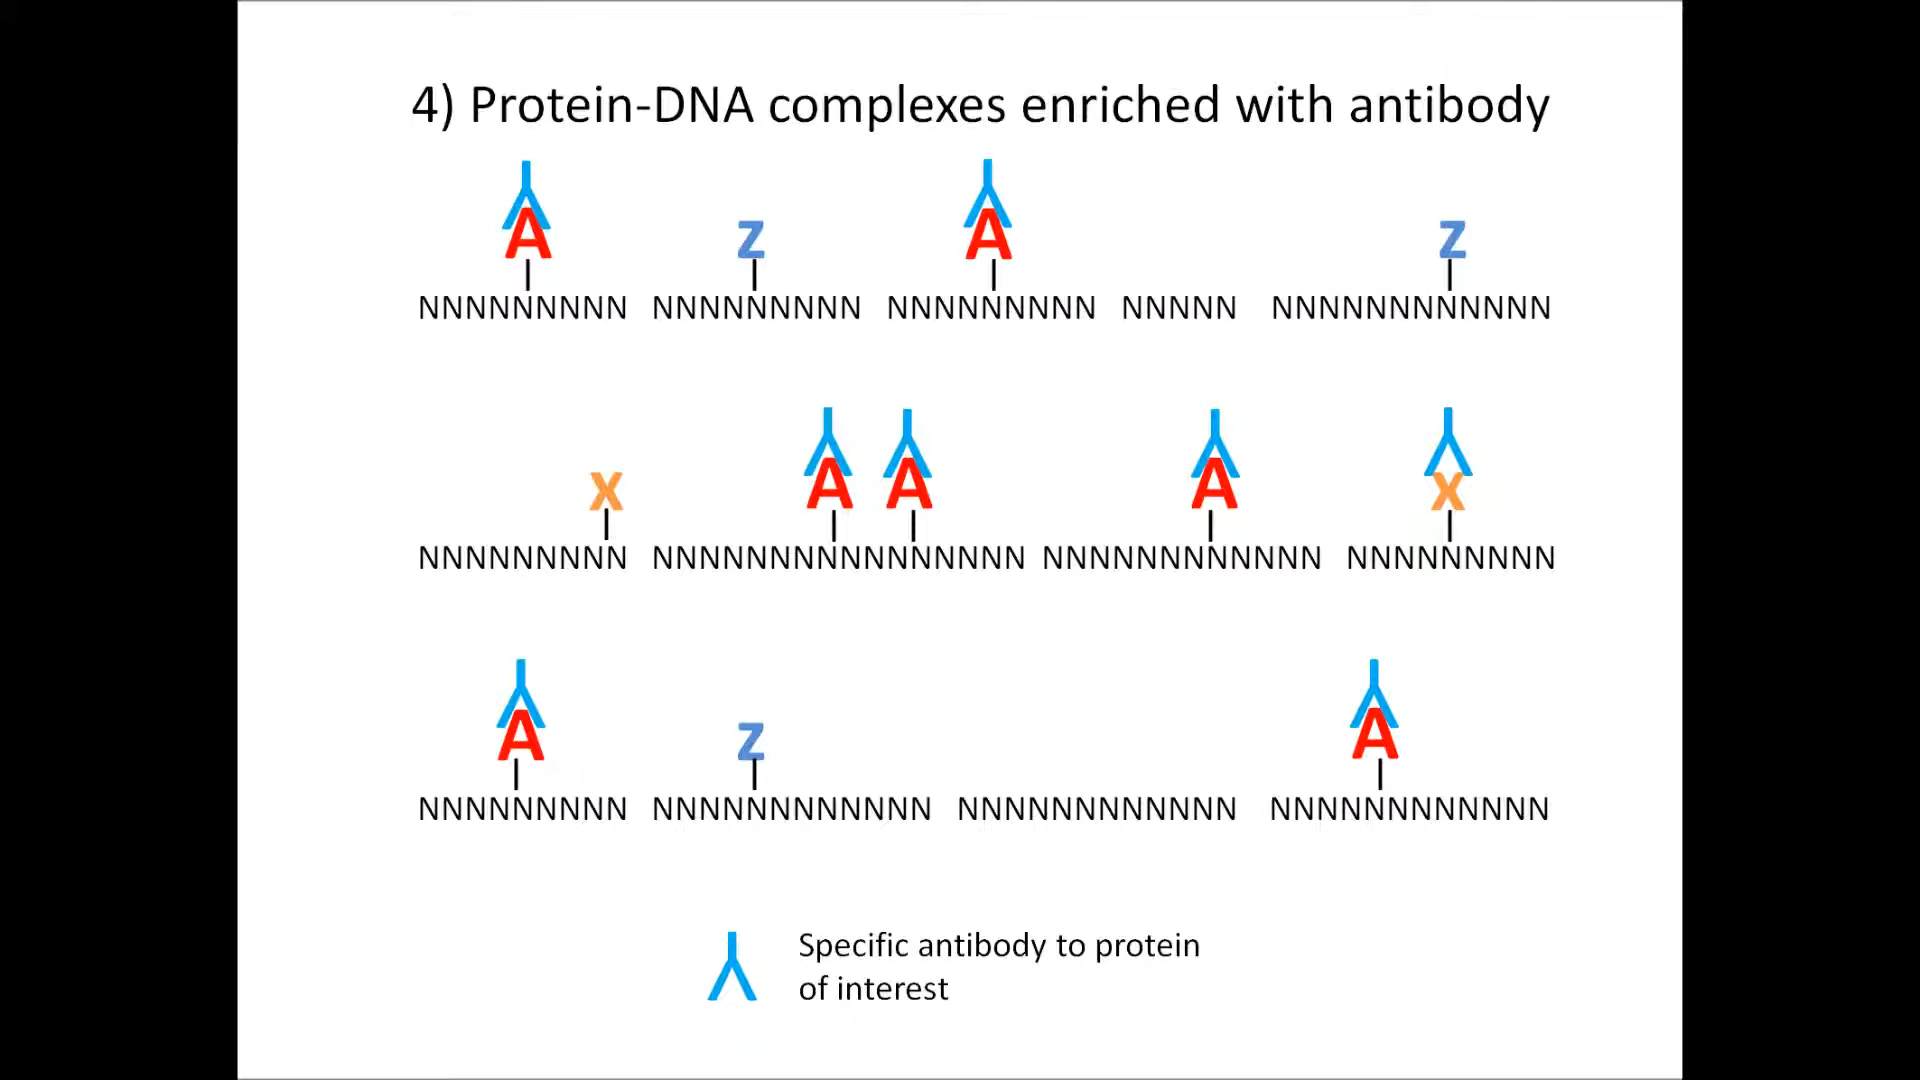 4) Protein-DNA complexes enriched with antibody
A Z A Z
NNNNNNNNN NNNNNNNNN NNNNNNNNN NNNNN NNNNNNNNNNNN
X A A A X
NNNNNNNNN NNNNNNNNNNNNNNNN NNNNNNNNNNNN NNNNNNNNN
A Z A
NNNNNNNNN NNNNNNNNNNNN NNNNNNNNNNNN NNNNNNNNNNNN
Specific antibody to protein
of interest